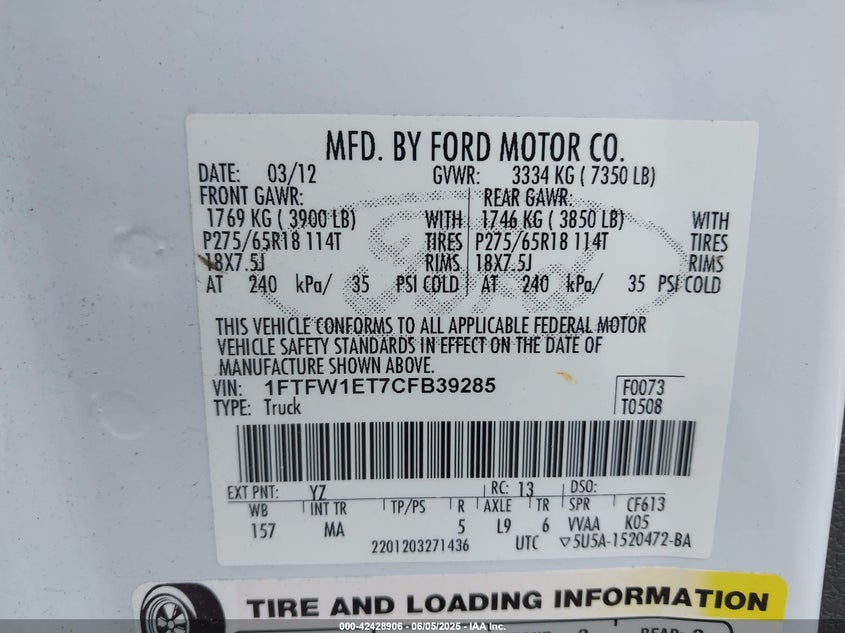 MFD. BY FORD MOTOR CO.
DATE: 03/12 GVWR: 3334 KG ( 7350 LB)
FRONT GAWR: REAR GAWR:
1769 KG ( 3900 LB) WITH 1746 KG ( 3850 LB) WITH
P275/65R18 114T TIRES P275/65R18 114T TIRES
18X7.5J RIMS 18X7.5J RIMS
AT 240 kPa/ 35 PSI COLD AT 240 kPa/ 35 PSI COLD
THIS VEHICLE CONFORMS TO ALL APPLICABLE FEDERAL MOTOR
VEHICLE SAFETY STANDARDS IN EFFECT ON THE DATE OF
MANUFACTURE SHOWN ABOVE.
VIN: 1FTFW1ET7CFB39285 F0073
TYPE: Truck T0508
EXT PNT: YZ RC: 13 DSO:
WB INT TR TP/PS R AXLE TR SPR CF613
157 MA 5 L9 6 VVAA K05
2201203271436 UTC ▽5U5A-1520472-BA
TIRE AND LOADING INFORMATION
000-42428906 - 06/05/2025 - IAA Inc.